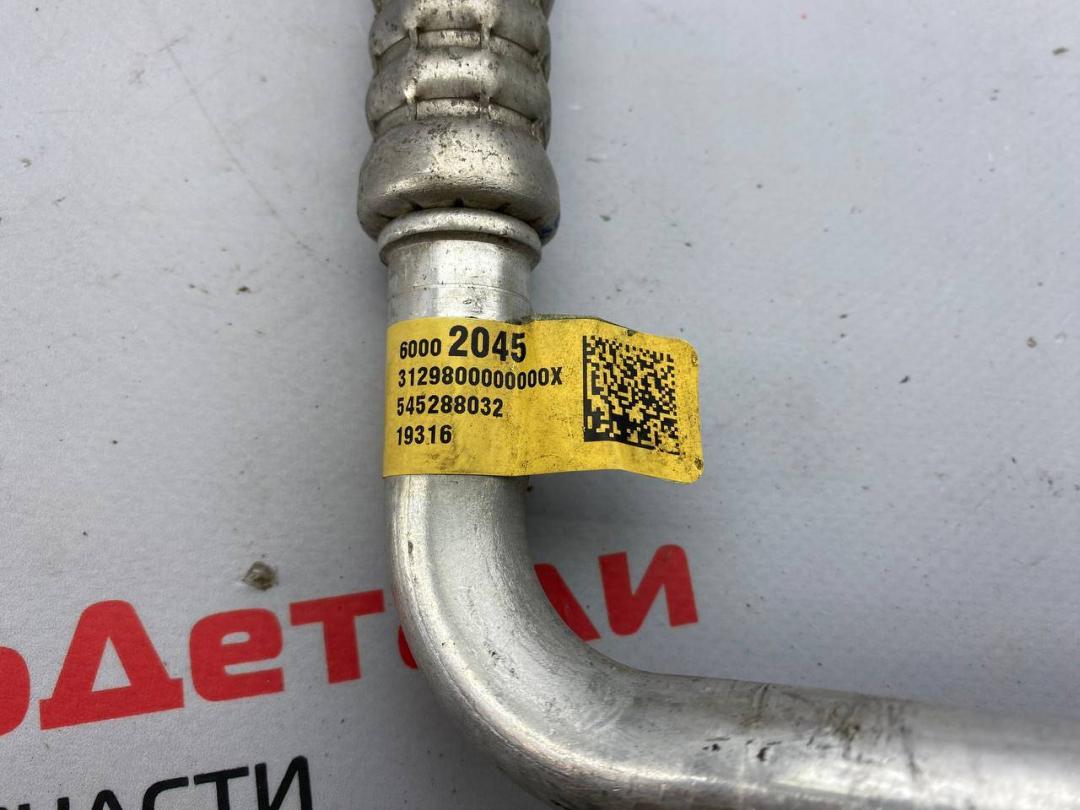 6000 2045
3129800000000X
545288032
19316
оДетали
части